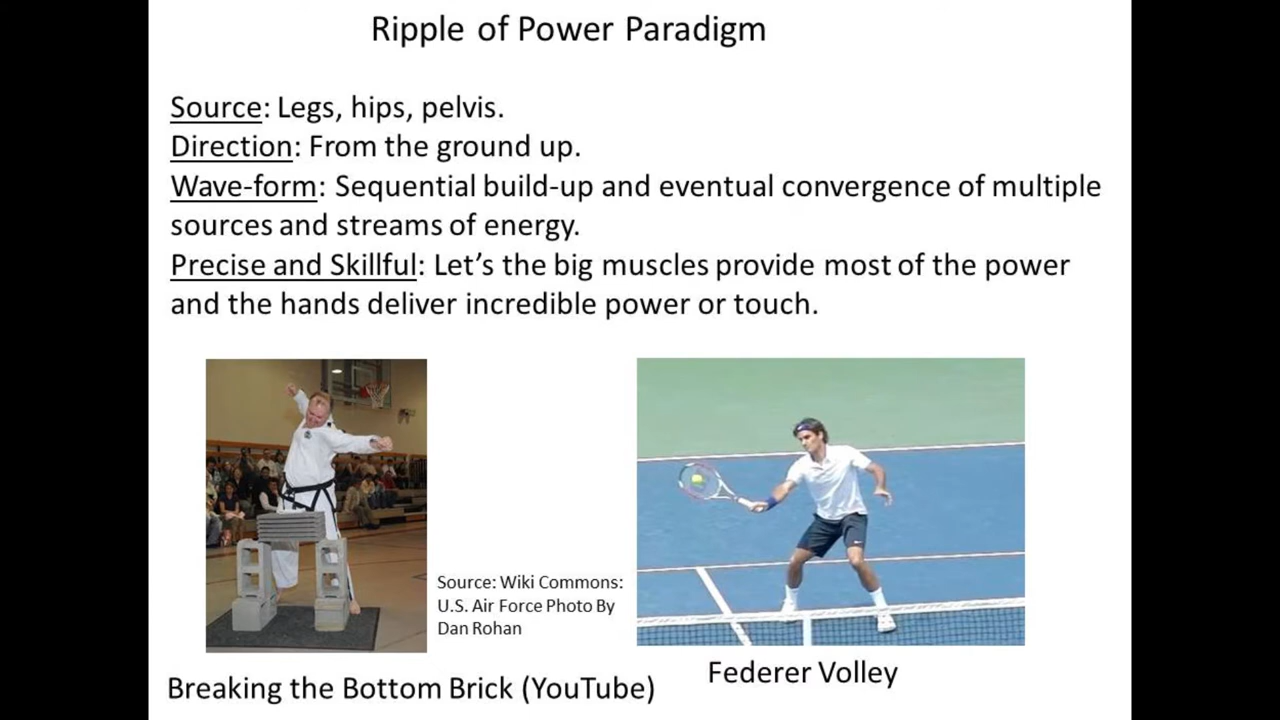 Ripple of Power Paradigm
Source: Legs, hips, pelvis.
Direction: From the ground up.
Wave-form: Sequential build-up and eventual convergence of multiple
sources and streams of energy.
Precise and Skillful: Let’s the big muscles provide most of the power
and the hands deliver incredible power or touch.
Source: Wiki Commons:
U.S. Air Force Photo By
Dan Rohan
Breaking the Bottom Brick (YouTube)
Federer Volley